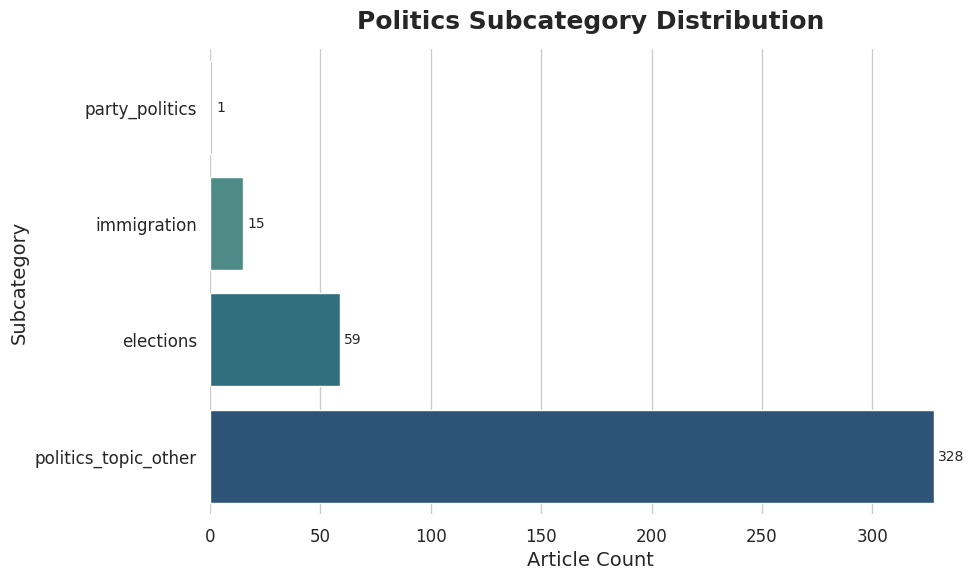 Politics Subcategory Distribution
party_politics
1
immigration
15
elections
59
politics_topic_other
328
0 50 100 150 200 250 300
Article Count
Subcategory